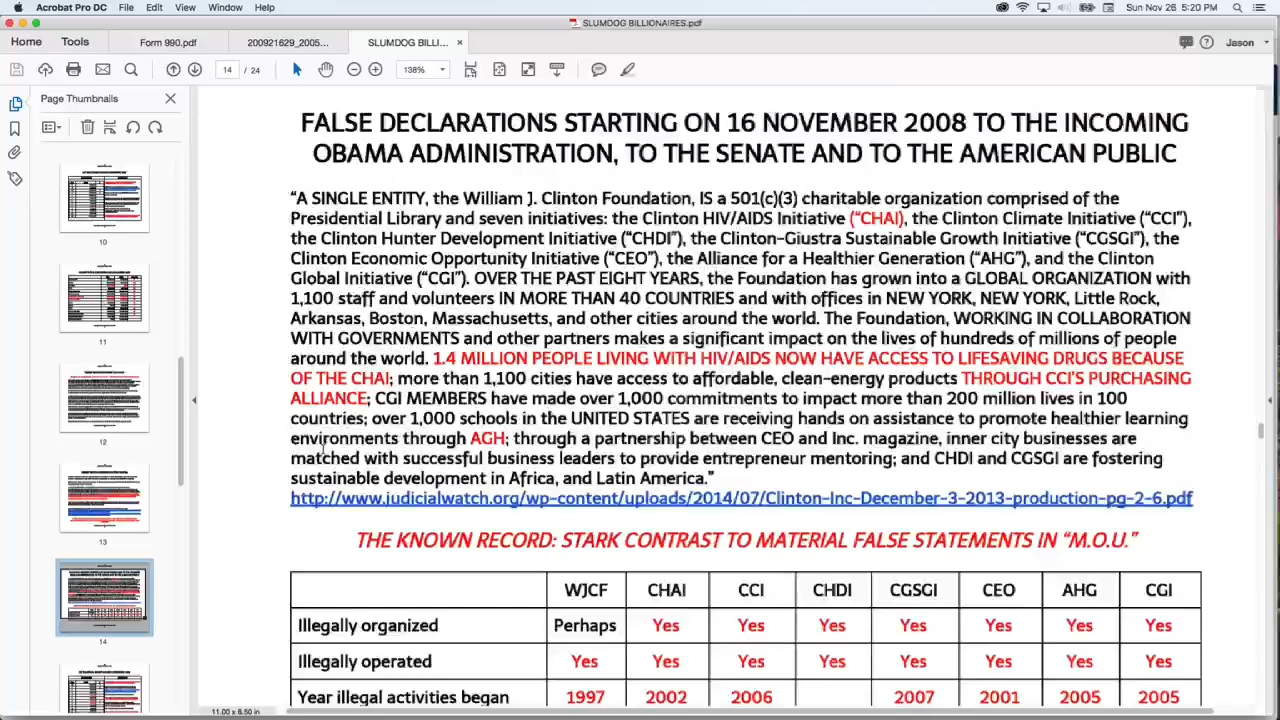 Acrobat Pro DC File Edit View Window Help Sun Nov 26 5:20 PM
SLUMDOG BILLIONAIRES.pdf
Home Tools Form 990.pdf 200921629_2005... SLUMDOG BILLI... × Jason
14 / 24 138%
Page Thumbnails
10
11
12
13
14
11.00 x 8.50 in
FALSE DECLARATIONS STARTING ON 16 NOVEMBER 2008 TO THE INCOMING
OBAMA ADMINISTRATION, TO THE SENATE AND TO THE AMERICAN PUBLIC
“A SINGLE ENTITY, the William J. Clinton Foundation, IS a 501(c)(3) charitable organization comprised of the
Presidential Library and seven initiatives: the Clinton HIV/AIDS Initiative (“CHAI), the Clinton Climate Initiative (“CCI”),
the Clinton Hunter Development Initiative (“CHDI”), the Clinton-Giustra Sustainable Growth Initiative (“CGSGI”), the
Clinton Economic Opportunity Initiative (“CEO”), the Alliance for a Healthier Generation (“AHG”), and the Clinton
Global Initiative (“CGI”). OVER THE PAST EIGHT YEARS, the Foundation has grown into a GLOBAL ORGANIZATION with
1,100 staff and volunteers IN MORE THAN 40 COUNTRIES and with offices in NEW YORK, NEW YORK, Little Rock,
Arkansas, Boston, Massachusetts, and other cities around the world. The Foundation, WORKING IN COLLABORATION
WITH GOVERNMENTS and other partners makes a significant impact on the lives of hundreds of millions of people
around the world. 1.4 MILLION PEOPLE LIVING WITH HIV/AIDS NOW HAVE ACCESS TO LIFESAVING DRUGS BECAUSE
OF THE CHAI; more than 1,100 cities have access to affordable, clean-energy products THROUGH CCI'S PURCHASING
ALLIANCE; CGI MEMBERS have made over 1,000 commitments to impact more than 200 million lives in 100
countries; over 1,000 schools in the UNITED STATES are receiving hands on assistance to promote healthier learning
environments through AGH; through a partnership between CEO and Inc. magazine, inner city businesses are
matched with successful business leaders to provide entrepreneur mentoring; and CHDI and CGSGI are fostering
sustainable development in Africa, and Latin America.”
http://www.judicialwatch.org/wp-content/uploads/2014/07/Clinton-Inc-December-3-2013-production-pg-2-6.pdf
THE KNOWN RECORD: STARK CONTRAST TO MATERIAL FALSE STATEMENTS IN “M.O.U.”
WJCF CHAI CCI CHDI CGSGI CEO AHG CGI
Illegally organized Perhaps Yes Yes Yes Yes Yes Yes Yes
Illegally operated Yes Yes Yes Yes Yes Yes Yes Yes
Year illegal activities began 1997 2002 2006 2007 2001 2005 2005